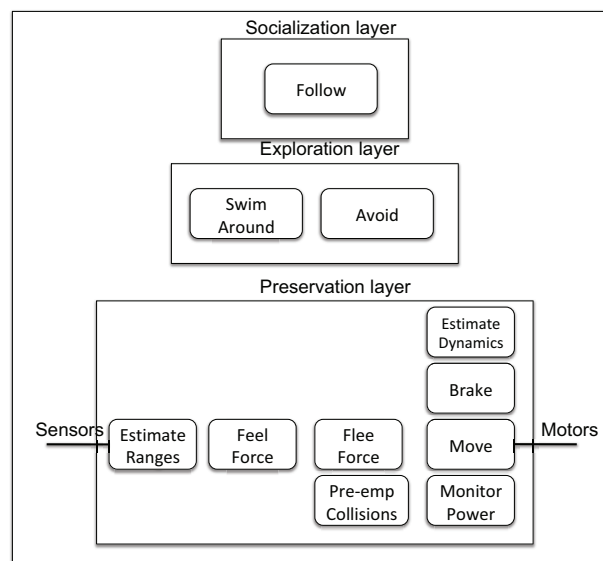 Socialization layer
Follow
Exploration layer
Swim
Around
Avoid
Preservation layer
Estimate
Dynamics
Brake
Sensors
Estimate
Ranges
Feel
Force
Flee
Force
Move
Motors
Pre-emp
Collisions
Monitor
Power